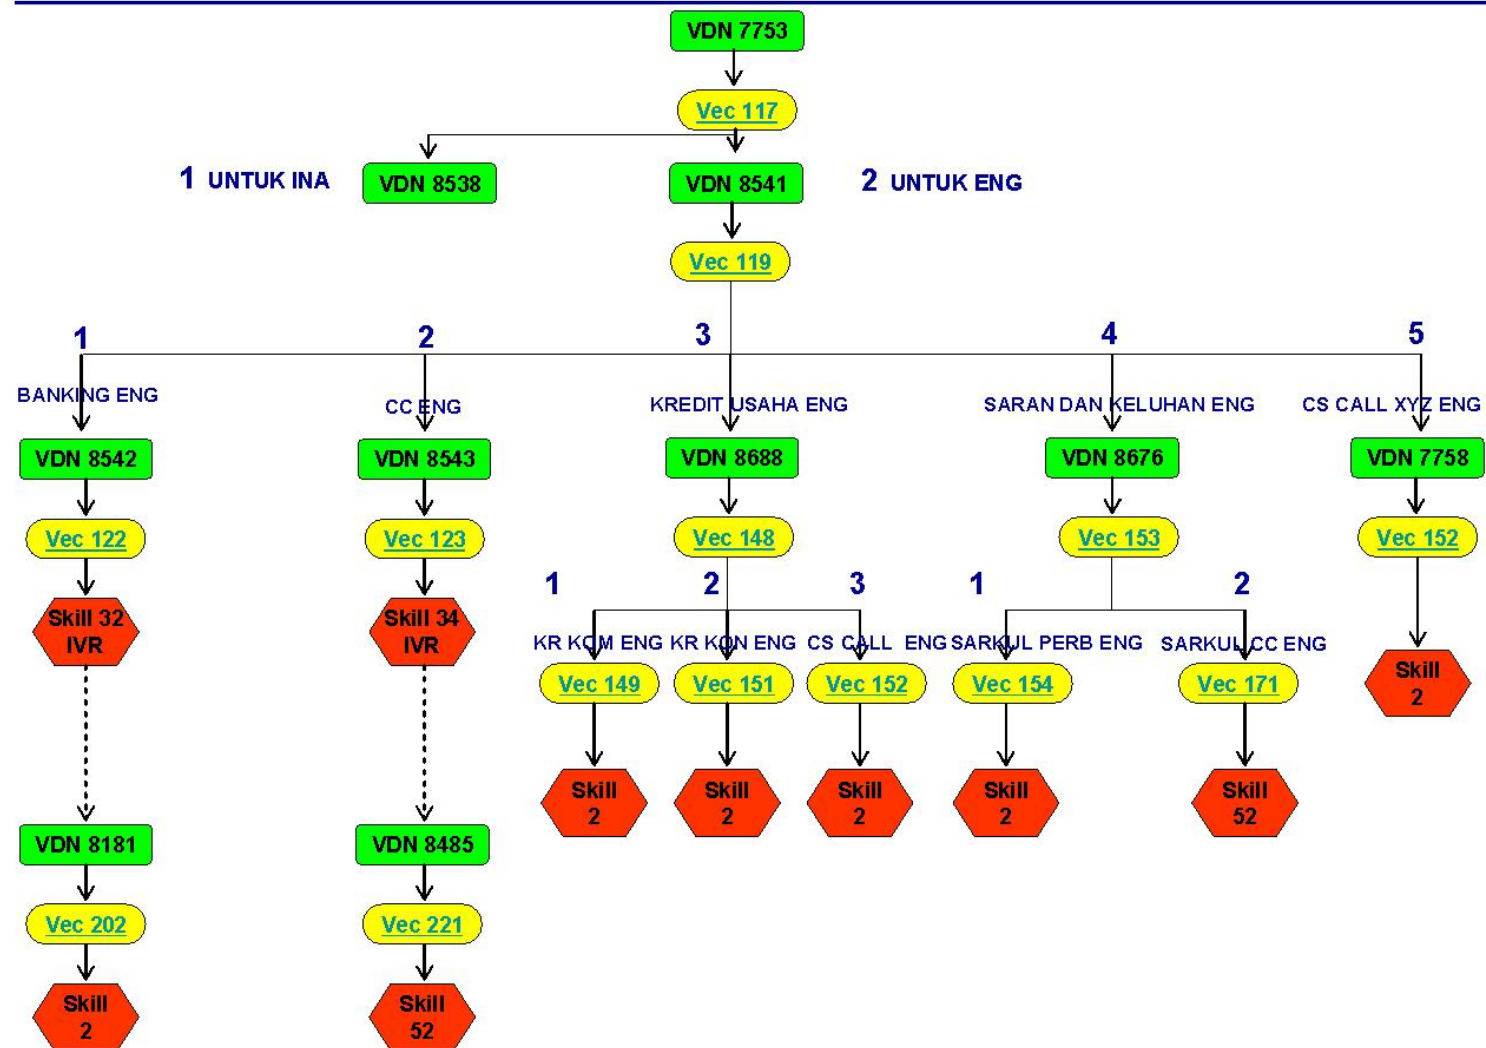 VDN 7753
Vec 117
1 UNTUK INA
VDN 8538
VDN 8541
2 UNTUK ENG
Vec 119
1
2
3
4
5
BANKING ENG
CC ENG
KREDIT USAHA ENG
SARAN DAN KELUHAN ENG
CS CALL XYZ ENG
VDN 8542
VDN 8543
VDN 8688
VDN 8676
VDN 7758
Vec 122
Vec 123
Vec 148
Vec 153
Vec 152
1
2
3
1
2
Skill 32
IVR
Skill 34
IVR
KR KOM ENG
KR KON ENG
CS CALL ENG
SARKUL PERB ENG
SARKUL CC ENG
Vec 149
Vec 151
Vec 152
Vec 154
Vec 171
Skill
2
Skill
2
Skill
2
Skill
2
Skill
2
Skill
52
VDN 8181
VDN 8485
Vec 202
Vec 221
Skill
2
Skill
52